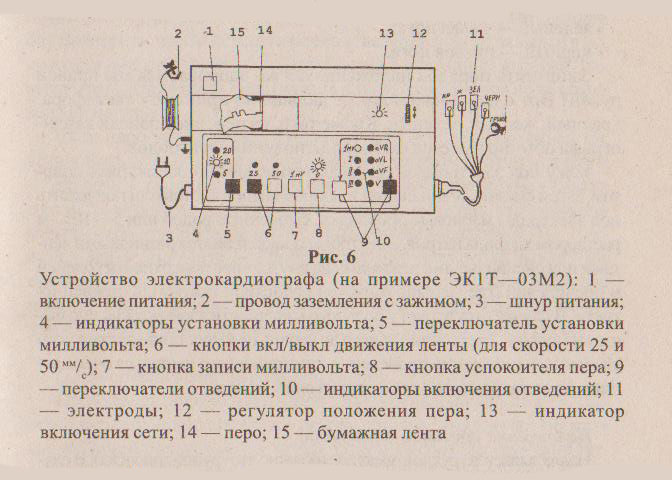 2
1
15
14
13
12
11
КР
Ж
ЗЕЛ
ЧЕРН
20
10
5
25
50
1mV
0
1mV
aVR
I
aVL
II
aVF
III
V
3
4
5
6
7
8
9
10
Рис. 6
Устройство электрокардиографа (на примере ЭК1Т—03М2): 1 —
включение питания; 2 — провод заземления с зажимом; 3 — шнур питания;
4 — индикаторы установки милливольта; 5 — переключатель установки
милливольта; 6 — кнопки вкл/выкл движения ленты (для скорости 25 и
50 мм/с); 7 — кнопка записи милливольта; 8 — кнопка успокоителя пера; 9
— переключатели отведений; 10 — индикаторы включения отведений; 11
— электроды; 12 — регулятор положения пера; 13 — индикатор
включения сети; 14 — перо; 15 — бумажная лента